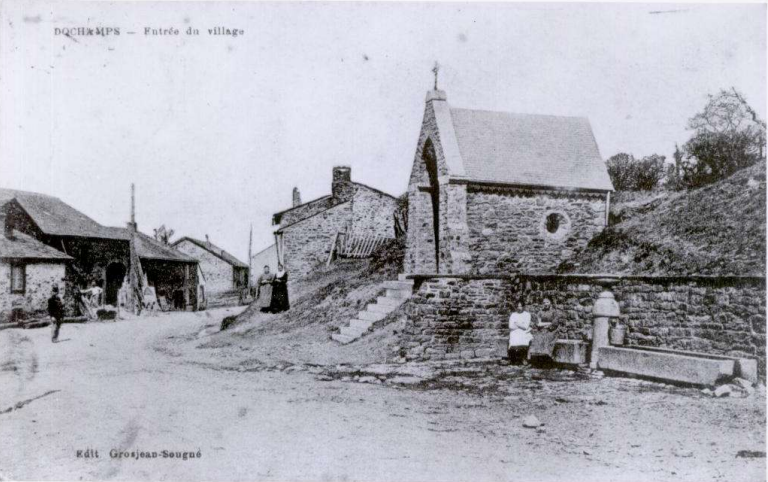 DOCHAMPS — Entrée du village
Edit Grosjean-Sougné